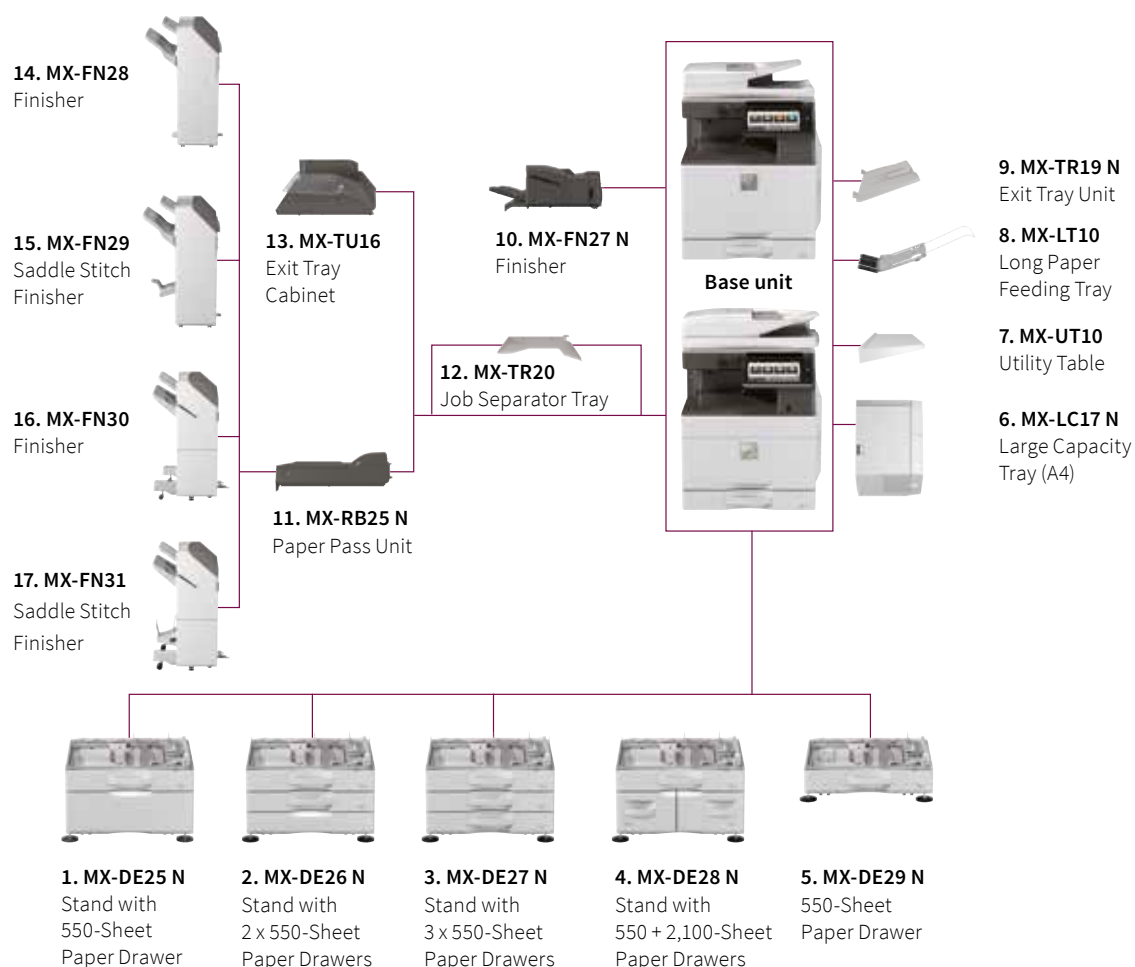 14. MX-FN28
Finisher
15. MX-FN29
Saddle Stitch
Finisher
16. MX-FN30
Finisher
17. MX-FN31
Saddle Stitch
Finisher
13. MX-TU16
Exit Tray
Cabinet
11. MX-RB25 N
Paper Pass Unit
10. MX-FN27 N
Finisher
12. MX-TR20
Job Separator Tray
Base unit
9. MX-TR19 N
Exit Tray Unit
8. MX-LT10
Long Paper
Feeding Tray
7. MX-UT10
Utility Table
6. MX-LC17 N
Large Capacity
Tray (A4)
1. MX-DE25 N
Stand with
550-Sheet
Paper Drawer
2. MX-DE26 N
Stand with
2 x 550-Sheet
Paper Drawers
3. MX-DE27 N
Stand with
3 x 550-Sheet
Paper Drawers
4. MX-DE28 N
Stand with
550 + 2,100-Sheet
Paper Drawers
5. MX-DE29 N
550-Sheet
Paper Drawer